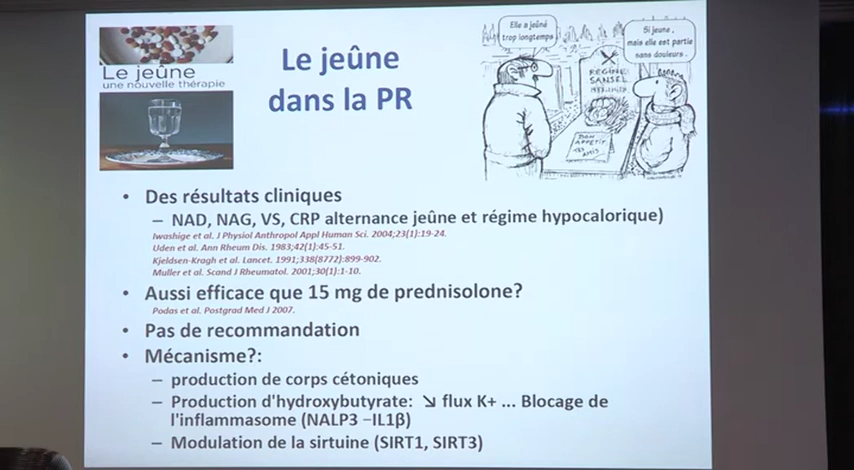 Le jeûne
une nouvelle thérapie
Le jeûne
dans la PR
Elle a jeûné
trop longtemps
Si jeune,
mais elle est partie
sans douleurs.
RÉGINE
SANSEL
BON
APPETIT
• Des résultats cliniques
– NAD, NAG, VS, CRP alternance jeûne et régime hypocalorique)
Iwashige et al. J Physiol Anthropol Appl Human Sci. 2004;23(1):19-24.
Uden et al. Ann Rheum Dis. 1983;42(1):45-51.
Kjeldsen-Kragh et al. Lancet. 1991;338(8772):899-902.
Muller et al. Scand J Rheumatol. 2001;30(1):1-10.
• Aussi efficace que 15 mg de prednisolone?
Podas et al. Postgrad Med J 2007.
• Pas de recommandation
• Mécanisme?:
– production de corps cétoniques
– Production d'hydroxybutyrate: ↘ flux K+ ... Blocage de
l'inflammasome (NALP3 –IL1β)
– Modulation de la sirtuine (SIRT1, SIRT3)